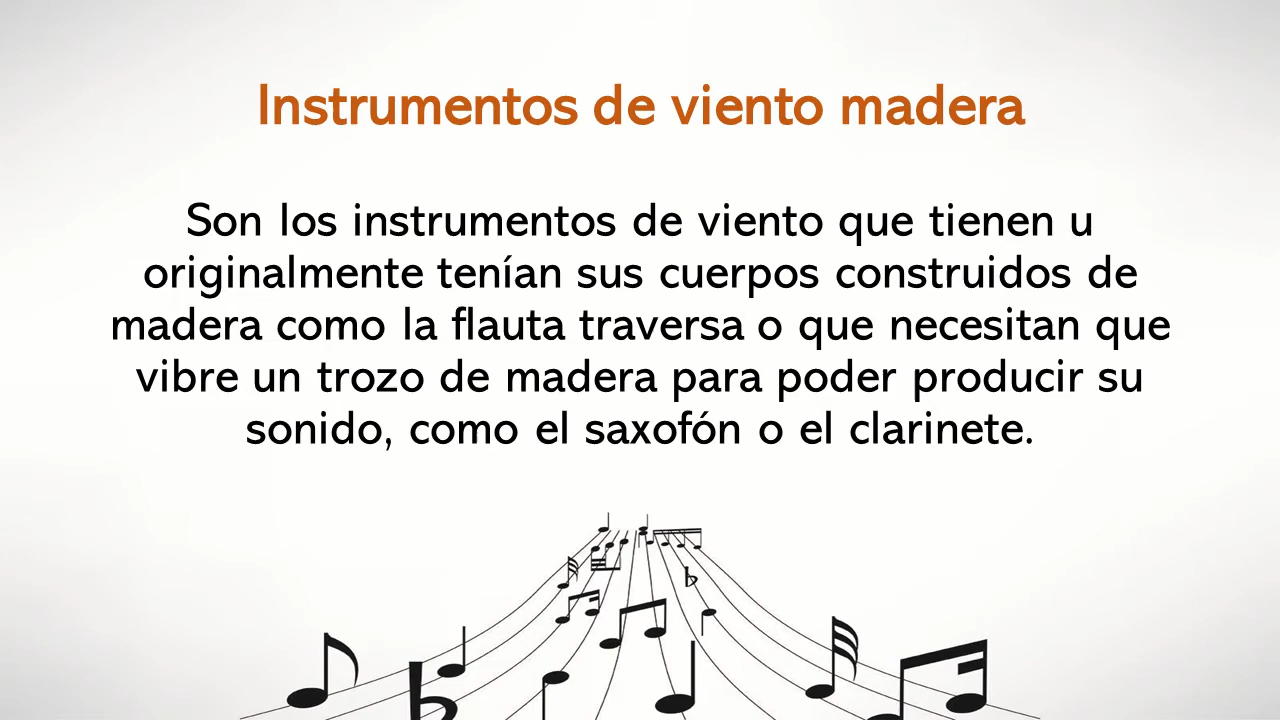 Instrumentos de viento madera
Son los instrumentos de viento que tienen u
originalmente tenían sus cuerpos construidos de
madera como la flauta traversa o que necesitan que
vibre un trozo de madera para poder producir su
sonido, como el saxofón o el clarinete.